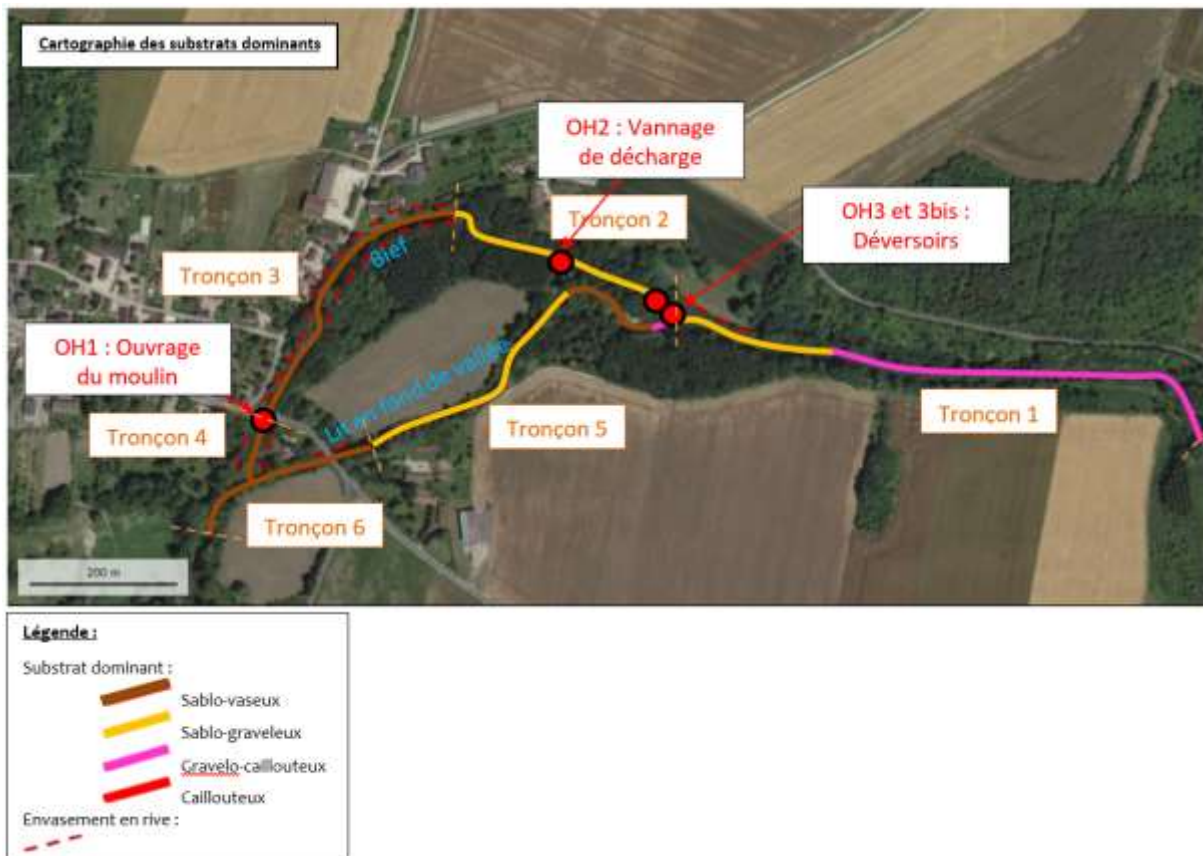 Cartographie des substrats dominants
OH2 : Vannage
de décharge
OH3 et 3bis :
Déversoirs
Tronçon 2
Bief
Tronçon 3
OH1 : Ouvrage
du moulin
Lit en fond de vallée
Tronçon 4
Tronçon 5
Tronçon 1
Tronçon 6
200 m
Légende :
Substrat dominant :
Sablo-vaseux
Sablo-graveleux
Gravelo-caillouteux
Caillouteux
Envasement en rive :